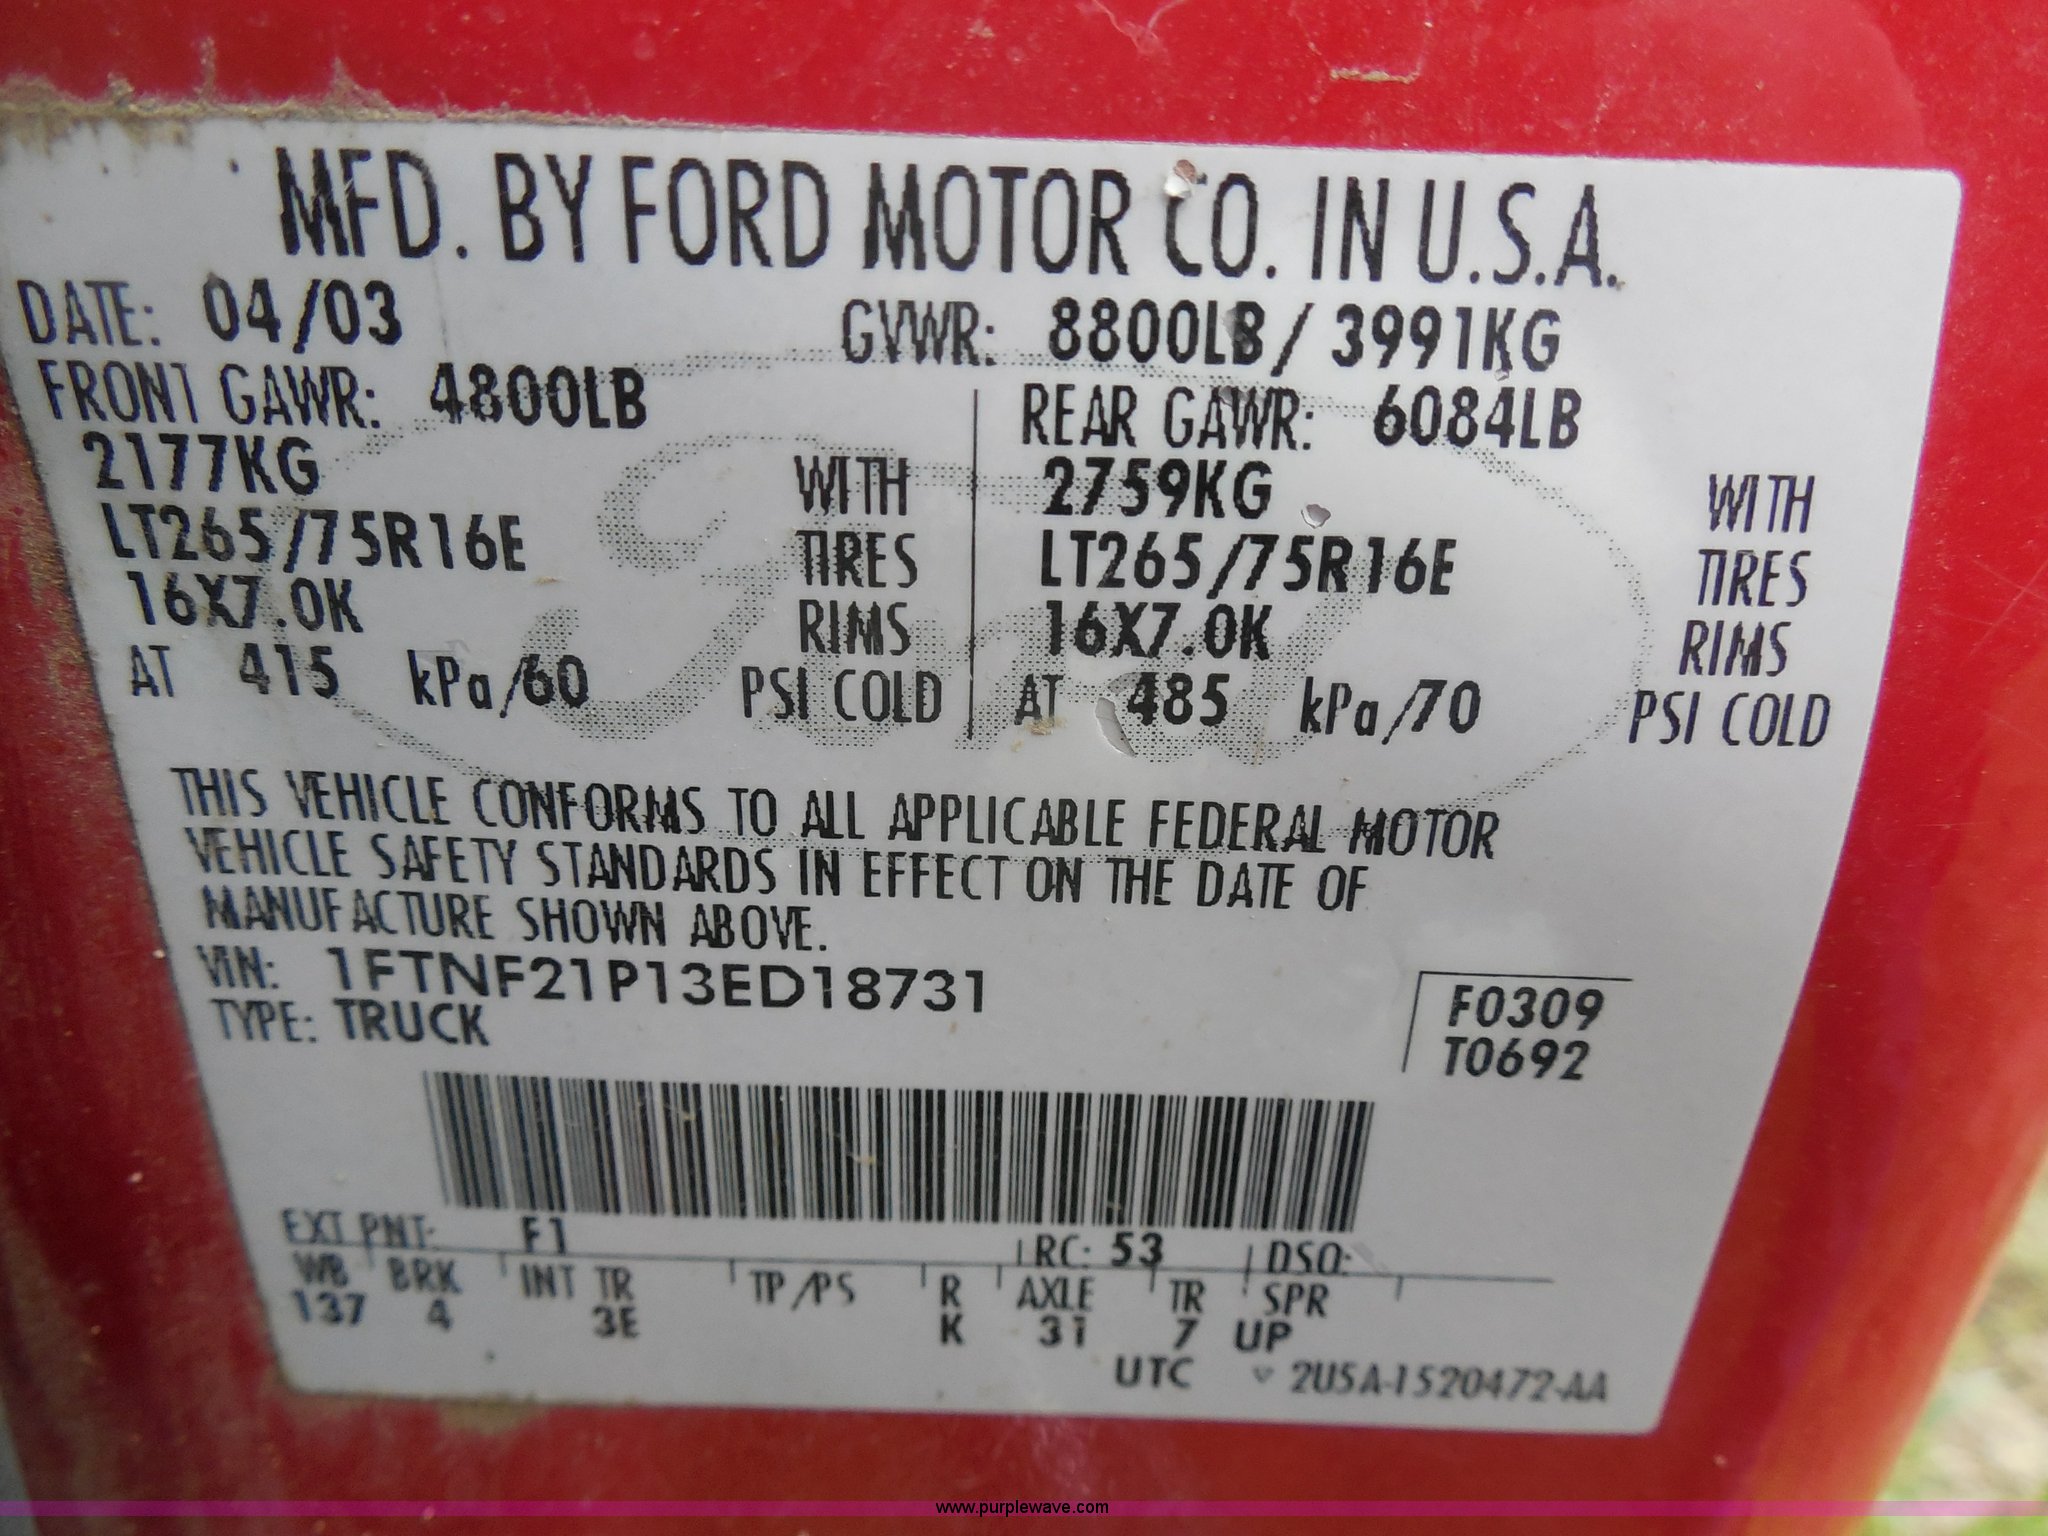 MFD. BY FORD MOTOR CO. IN U.S.A.
DATE: 04/03 GVWR: 8800LB/3991KG
FRONT GAWR: 4800LB REAR GAWR: 6084LB
2177KG WITH 2759KG WITH
LT265/75R16E TIRES LT265/75R16E TIRES
16X7.0K RIMS 16X7.0K RIMS
AT 415 kPa/60 PSI COLD AT 485 kPa/70 PSI COLD
THIS VEHICLE CONFORMS TO ALL APPLICABLE FEDERAL MOTOR
VEHICLE SAFETY STANDARDS IN EFFECT ON THE DATE OF
MANUFACTURE SHOWN ABOVE.
VIN: 1FTNF21P13ED18731 F0309
TYPE: TRUCK T0692
EXT PNT: F1 RC: 53 DSO:
WB BRK INT TR TP/PS R AXLE TR SPR
137 4 3E K 31 7 UP
UTC 2U5A-1520472-AA
Ford
www.purplewave.com